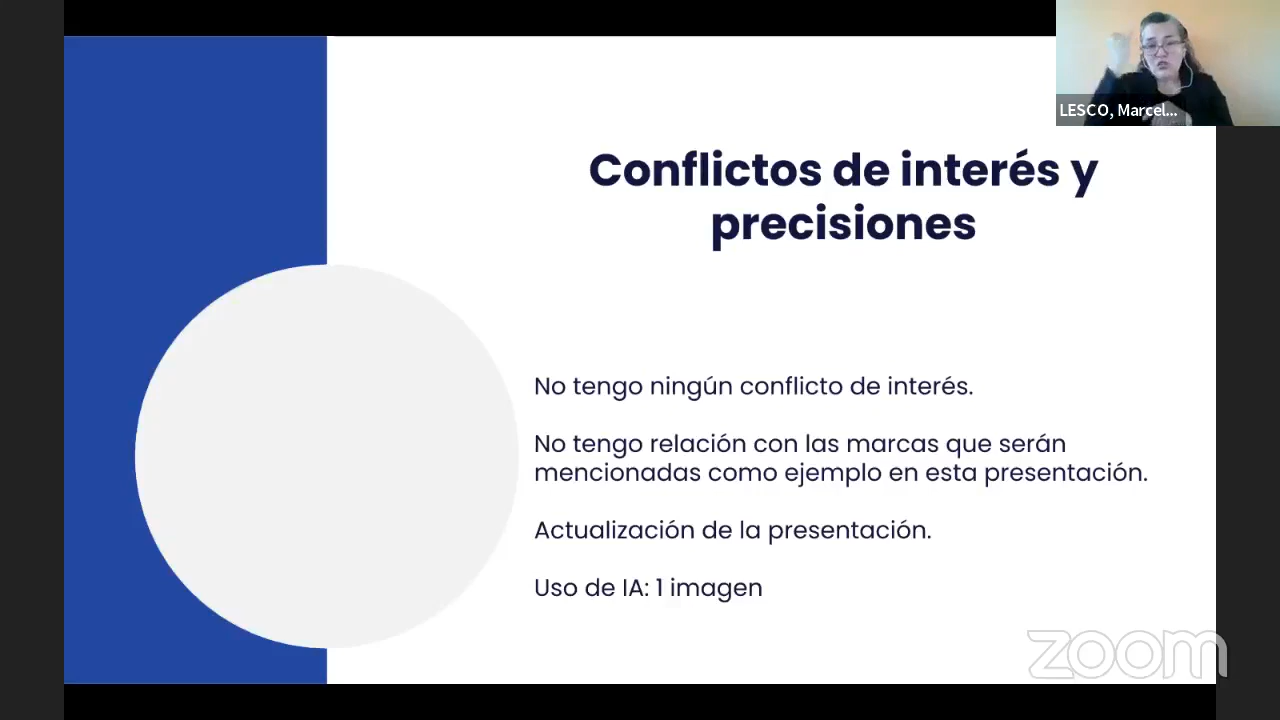 LESCO, Marcel...
Conflictos de interés y
precisiones
No tengo ningún conflicto de interés.
No tengo relación con las marcas que serán
mencionadas como ejemplo en esta presentación.
Actualización de la presentación.
Uso de IA: 1 imagen
zoom